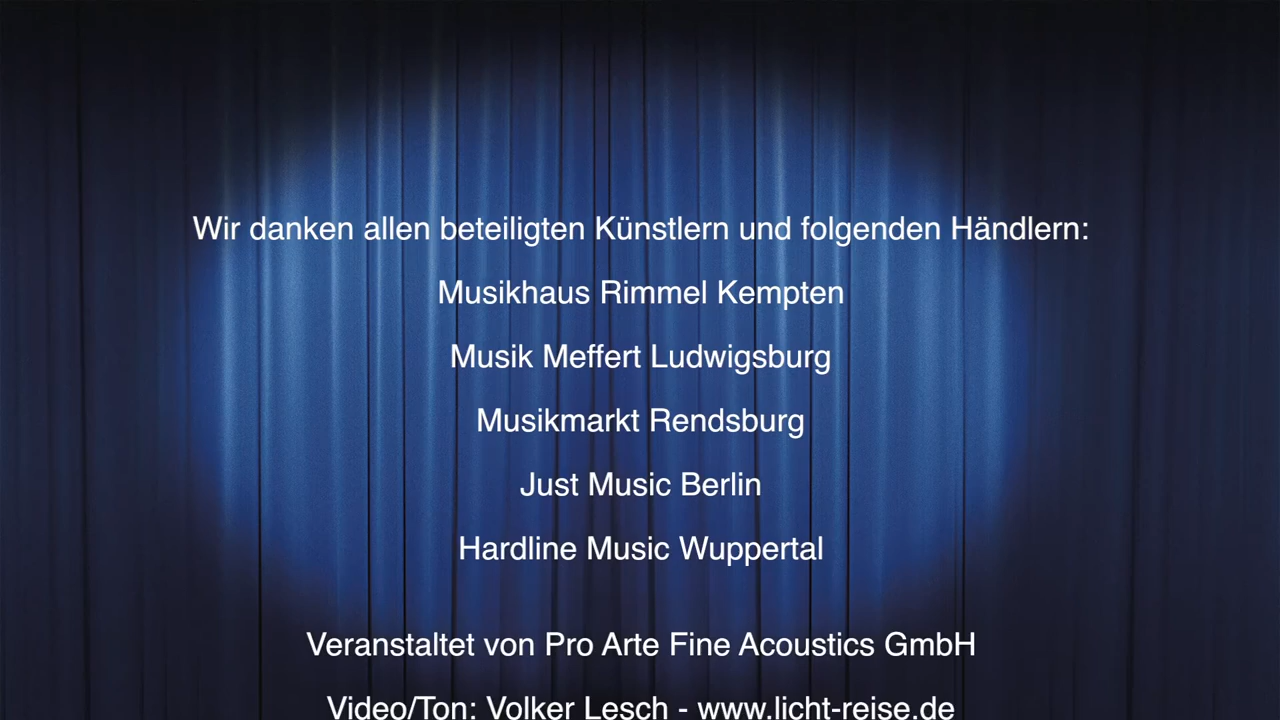 Wir danken allen beteiligten Künstlern und folgenden Händlern:
Musikhaus Rimmel Kempten
Musik Meffert Ludwigsburg
Musikmarkt Rendsburg
Just Music Berlin
Hardline Music Wuppertal
Veranstaltet von Pro Arte Fine Acoustics GmbH
Video/Ton: Volker Lesch - www.licht-reise.de